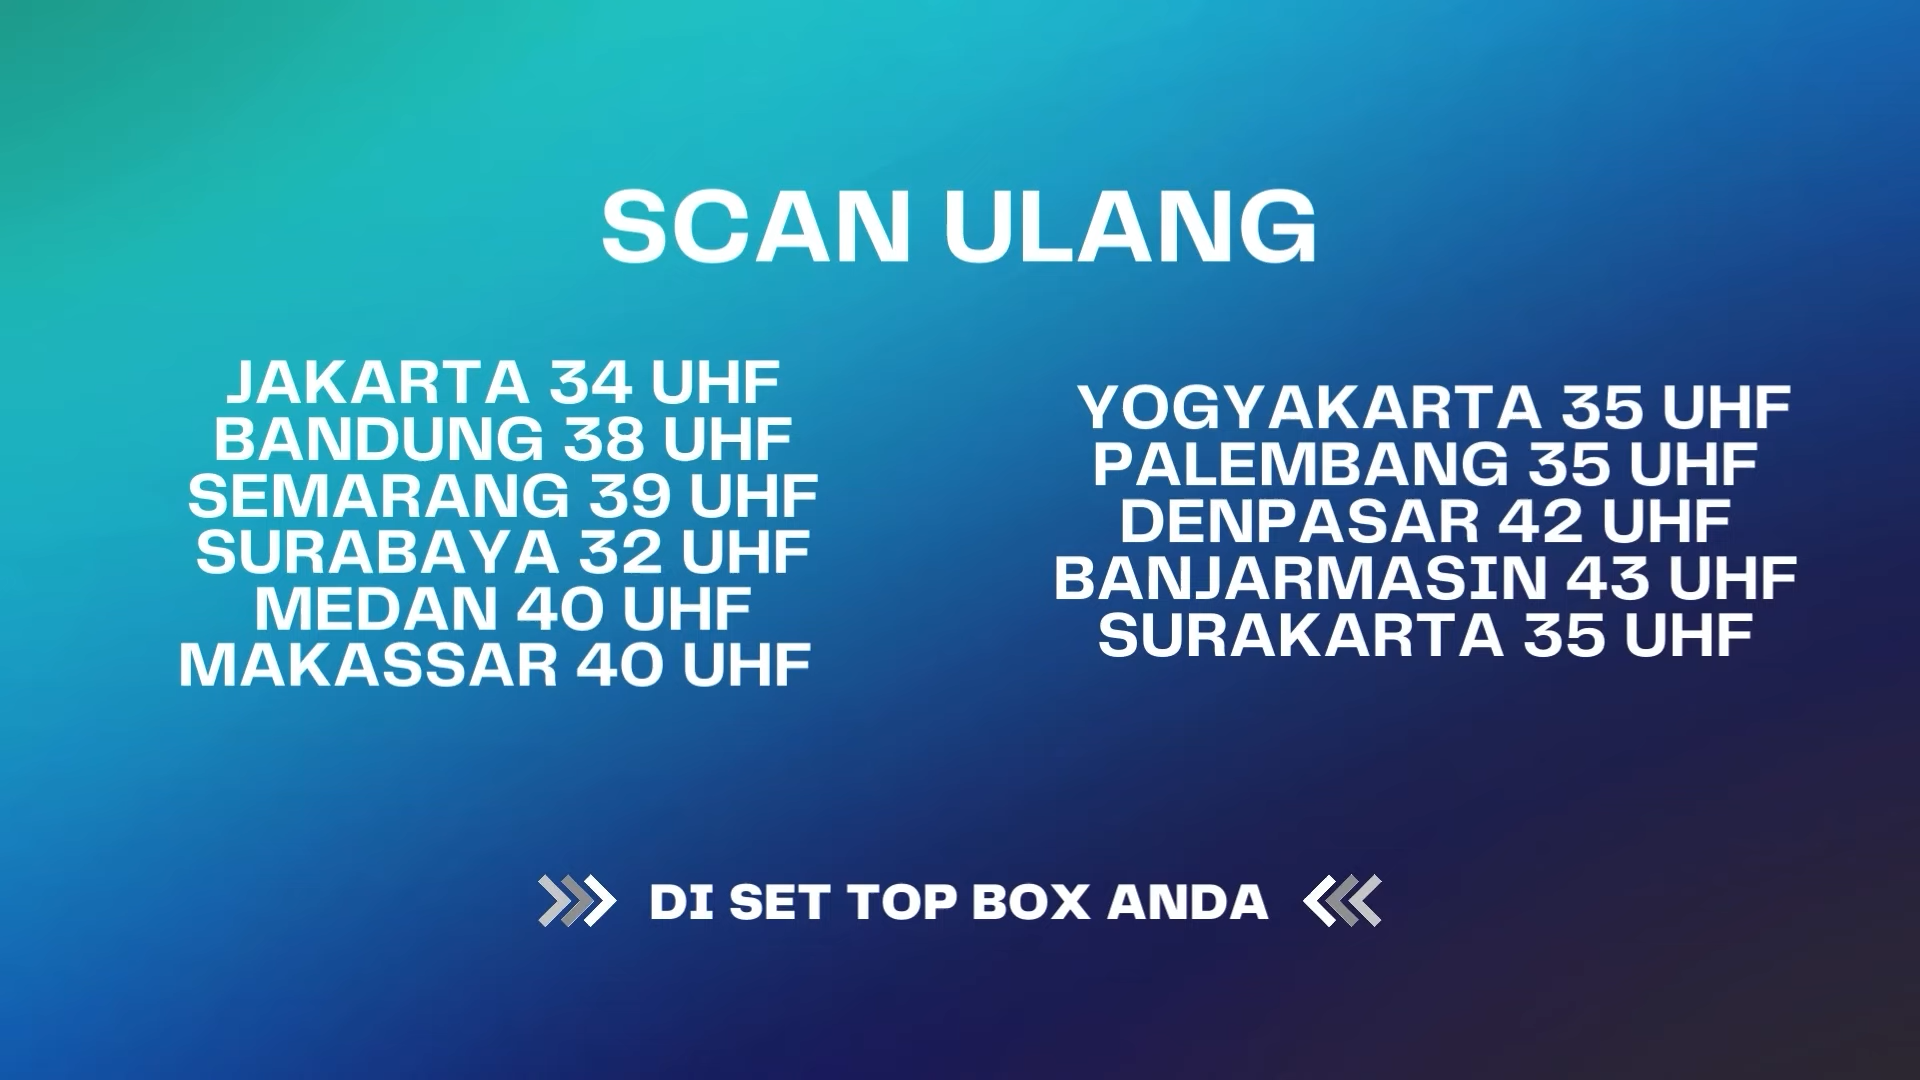 SCAN ULANG
JAKARTA 34 UHF
BANDUNG 38 UHF
SEMARANG 39 UHF
SURABAYA 32 UHF
MEDAN 40 UHF
MAKASSAR 40 UHF
YOGYAKARTA 35 UHF
PALEMBANG 35 UHF
DENPASAR 42 UHF
BANJARMASIN 43 UHF
SURAKARTA 35 UHF
DI SET TOP BOX ANDA